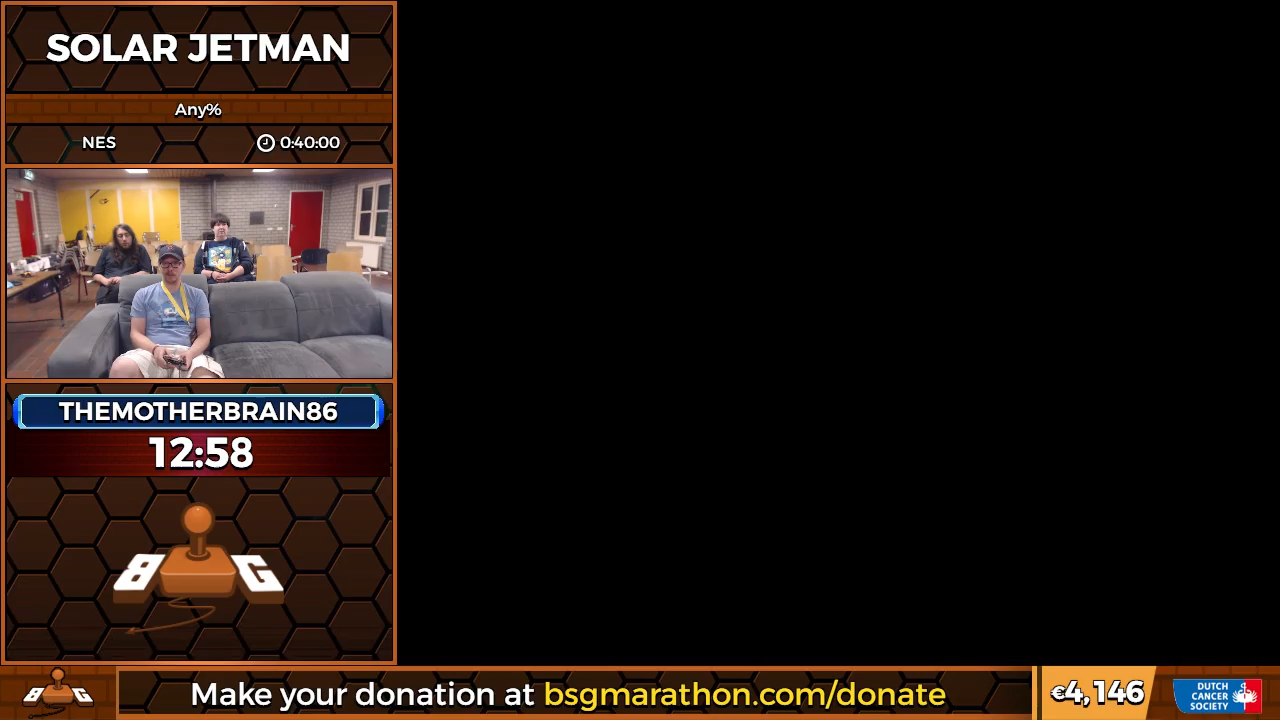 SOLAR JETMAN
Any%
NES
0:40:00
THEMOTHERBRAIN86
12:58
B G
B G
Make your donation at bsgmarathon.com/donate
€4,146
DUTCH
CANCER
SOCIETY